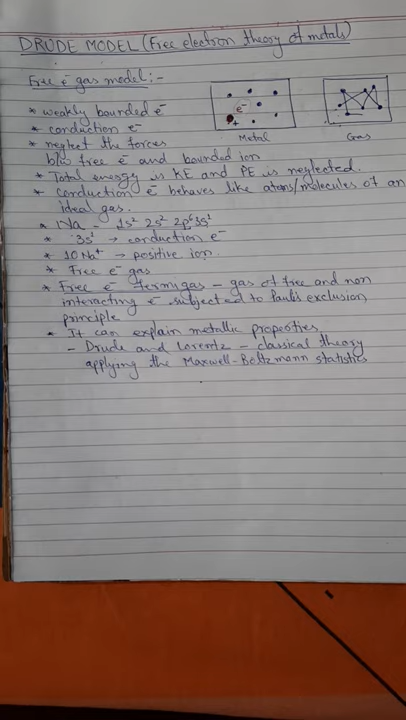 DRUDE MODEL (Free electron theory of metals)
Free e⁻ gas model:-
* weakly bounded e⁻
* conduction e⁻
* neglect the forces
b/w free e⁻ and bounded ion
e⁻
+
Metal
Gas
* Total energy is KE and PE is neglected.
* conduction e⁻ behaves like atoms/molecules of an
ideal gas.
* Na - 1s² 2s² 2p⁶ 3s¹
* 3s¹ → conduction e⁻
* 10 Na⁺ → positive ion
* Free e⁻ gas
* Free e⁻ Fermigas - gas of free and non
interacting e⁻ subjected to Pauli's exclusion
principle
* It can explain metallic properties
- Drude and Lorentz - classical theory
applying the Maxwell-Boltzmann statistics